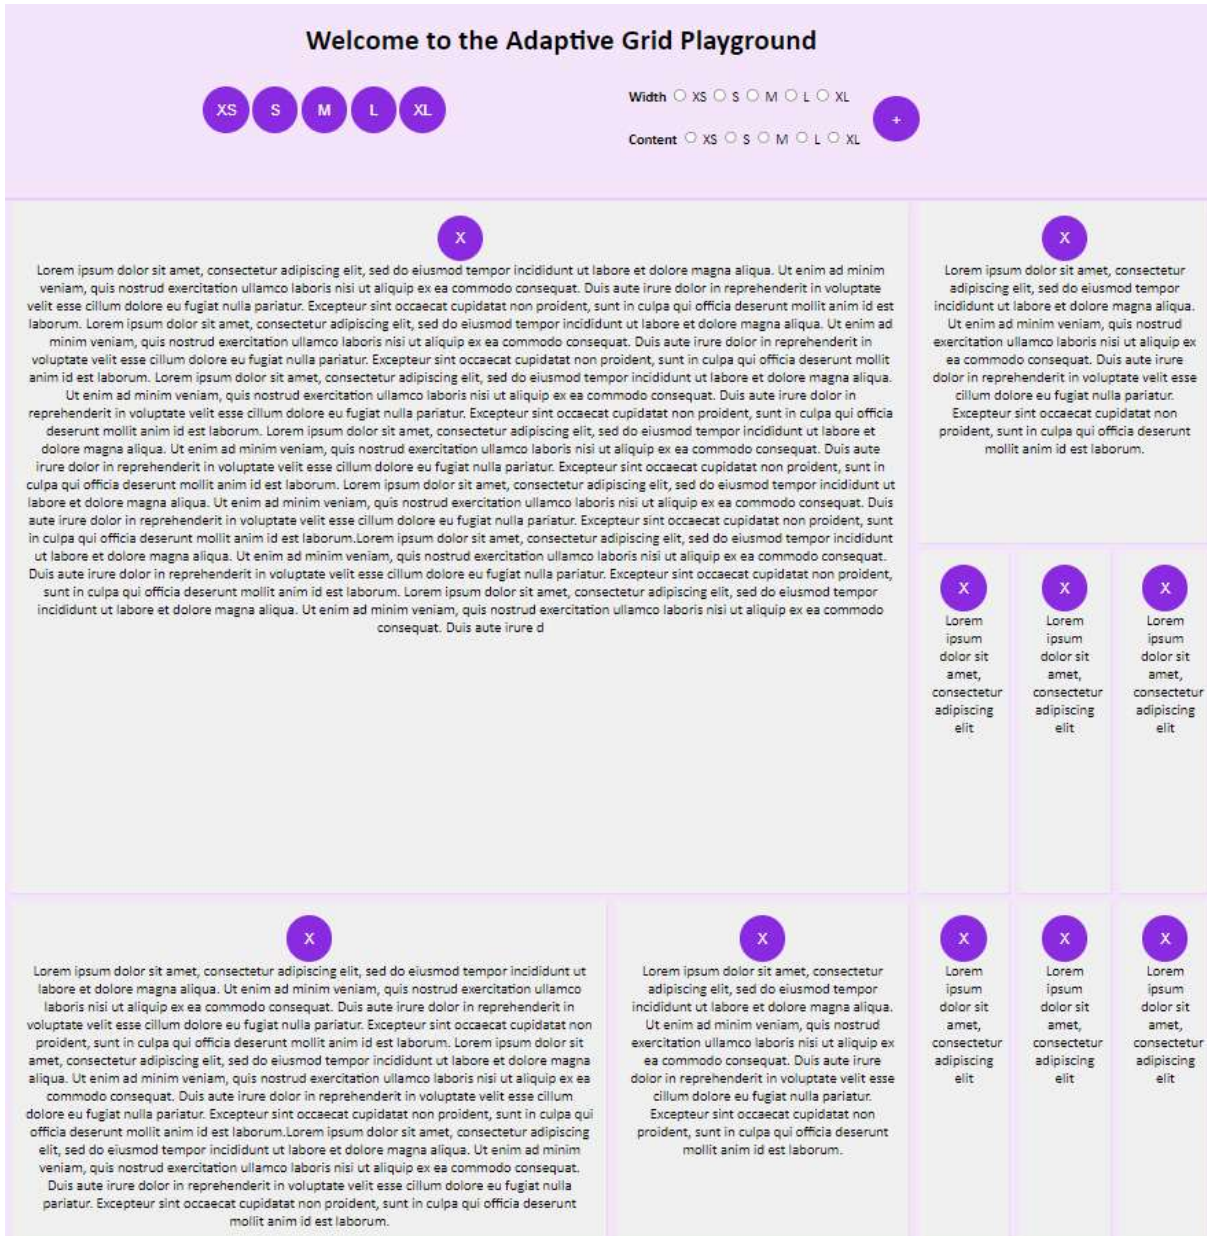 Welcome to the Adaptive Grid Playground
XS S M L XL
Width XS S M L XL
+
Content XS S M L XL
X
Lorem ipsum dolor sit amet, consectetur adipiscing elit, sed do eiusmod tempor incididunt ut labore et dolore magna aliqua. Ut enim ad minim
veniam, quis nostrud exercitation ullamco laboris nisi ut aliquip ex ea commodo consequat. Duis aute irure dolor in reprehenderit in voluptate
velit esse cillum dolore eu fugiat nulla pariatur. Excepteur sint occaecat cupidatat non proident, sunt in culpa qui officia deserunt mollit anim id est
laborum. Lorem ipsum dolor sit amet, consectetur adipiscing elit, sed do eiusmod tempor incididunt ut labore et dolore magna aliqua. Ut enim ad
minim veniam, quis nostrud exercitation ullamco laboris nisi ut aliquip ex ea commodo consequat. Duis aute irure dolor in reprehenderit in
voluptate velit esse cillum dolore eu fugiat nulla pariatur. Excepteur sint occaecat cupidatat non proident, sunt in culpa qui officia deserunt mollit
anim id est laborum. Lorem ipsum dolor sit amet, consectetur adipiscing elit, sed do eiusmod tempor incididunt ut labore et dolore magna aliqua.
Ut enim ad minim veniam, quis nostrud exercitation ullamco laboris nisi ut aliquip ex ea commodo consequat. Duis aute irure dolor in
reprehenderit in voluptate velit esse cillum dolore eu fugiat nulla pariatur. Excepteur sint occaecat cupidatat non proident, sunt in culpa qui officia
deserunt mollit anim id est laborum. Lorem ipsum dolor sit amet, consectetur adipiscing elit, sed do eiusmod tempor incididunt ut labore et
dolore magna aliqua. Ut enim ad minim veniam, quis nostrud exercitation ullamco laboris nisi ut aliquip ex ea commodo consequat. Duis aute
irure dolor in reprehenderit in voluptate velit esse cillum dolore eu fugiat nulla pariatur. Excepteur sint occaecat cupidatat non proident, sunt in
culpa qui officia deserunt mollit anim id est laborum. Lorem ipsum dolor sit amet, consectetur adipiscing elit, sed do eiusmod tempor incididunt ut
labore et dolore magna aliqua. Ut enim ad minim veniam, quis nostrud exercitation ullamco laboris nisi ut aliquip ex ea commodo consequat. Duis
aute irure dolor in reprehenderit in voluptate velit esse cillum dolore eu fugiat nulla pariatur. Excepteur sint occaecat cupidatat non proident, sunt
in culpa qui officia deserunt mollit anim id est laborum.Lorem ipsum dolor sit amet, consectetur adipiscing elit, sed do eiusmod tempor incididunt
ut labore et dolore magna aliqua. Ut enim ad minim veniam, quis nostrud exercitation ullamco laboris nisi ut aliquip ex ea commodo consequat.
Duis aute irure dolor in reprehenderit in voluptate velit esse cillum dolore eu fugiat nulla pariatur. Excepteur sint occaecat cupidatat non proident,
sunt in culpa qui officia deserunt mollit anim id est laborum. Lorem ipsum dolor sit amet, consectetur adipiscing elit, sed do eiusmod tempor
incididunt ut labore et dolore magna aliqua. Ut enim ad minim veniam, quis nostrud exercitation ullamco laboris nisi ut aliquip ex ea commodo
consequat. Duis aute irure d
X
Lorem ipsum dolor sit amet, consectetur
adipiscing elit, sed do eiusmod tempor
incididunt ut labore et dolore magna aliqua.
Ut enim ad minim veniam, quis nostrud
exercitation ullamco laboris nisi ut aliquip ex
ea commodo consequat. Duis aute irure
dolor in reprehenderit in voluptate velit esse
cillum dolore eu fugiat nulla pariatur.
Excepteur sint occaecat cupidatat non
proident, sunt in culpa qui officia deserunt
mollit anim id est laborum.
X
Lorem
ipsum
dolor sit
amet,
consectetur
adipiscing
elit
X
Lorem
ipsum
dolor sit
amet,
consectetur
adipiscing
elit
X
Lorem
ipsum
dolor sit
amet,
consectetur
adipiscing
elit
X
Lorem ipsum dolor sit amet, consectetur adipiscing elit, sed do eiusmod tempor incididunt ut
labore et dolore magna aliqua. Ut enim ad minim veniam, quis nostrud exercitation ullamco
laboris nisi ut aliquip ex ea commodo consequat. Duis aute irure dolor in reprehenderit in
voluptate velit esse cillum dolore eu fugiat nulla pariatur. Excepteur sint occaecat cupidatat non
proident, sunt in culpa qui officia deserunt mollit anim id est laborum. Lorem ipsum dolor sit
amet, consectetur adipiscing elit, sed do eiusmod tempor incididunt ut labore et dolore magna
aliqua. Ut enim ad minim veniam, quis nostrud exercitation ullamco laboris nisi ut aliquip ex ea
commodo consequat. Duis aute irure dolor in reprehenderit in voluptate velit esse cillum
dolore eu fugiat nulla pariatur. Excepteur sint occaecat cupidatat non proident, sunt in culpa qui
officia deserunt mollit anim id est laborum.Lorem ipsum dolor sit amet, consectetur adipiscing
elit, sed do eiusmod tempor incididunt ut labore et dolore magna aliqua. Ut enim ad minim
veniam, quis nostrud exercitation ullamco laboris nisi ut aliquip ex ea commodo consequat.
Duis aute irure dolor in reprehenderit in voluptate velit esse cillum dolore eu fugiat nulla
pariatur. Excepteur sint occaecat cupidatat non proident, sunt in culpa qui officia deserunt
mollit anim id est laborum.
X
Lorem ipsum dolor sit amet, consectetur
adipiscing elit, sed do eiusmod tempor
incididunt ut labore et dolore magna aliqua.
Ut enim ad minim veniam, quis nostrud
exercitation ullamco laboris nisi ut aliquip ex
ea commodo consequat. Duis aute irure
dolor in reprehenderit in voluptate velit esse
cillum dolore eu fugiat nulla pariatur.
Excepteur sint occaecat cupidatat non
proident, sunt in culpa qui officia deserunt
mollit anim id est laborum.
X
Lorem
ipsum
dolor sit
amet,
consectetur
adipiscing
elit
X
Lorem
ipsum
dolor sit
amet,
consectetur
adipiscing
elit
X
Lorem
ipsum
dolor sit
amet,
consectetur
adipiscing
elit